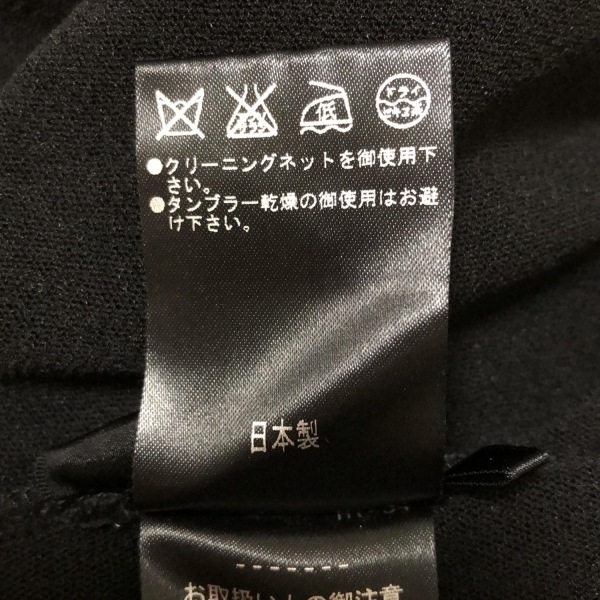 低
ドライ
●クリーニングネットを御使用下
さい。
●タンブラー乾燥の御使用はお避
け下さい。
日本製
お取扱い上の御注意